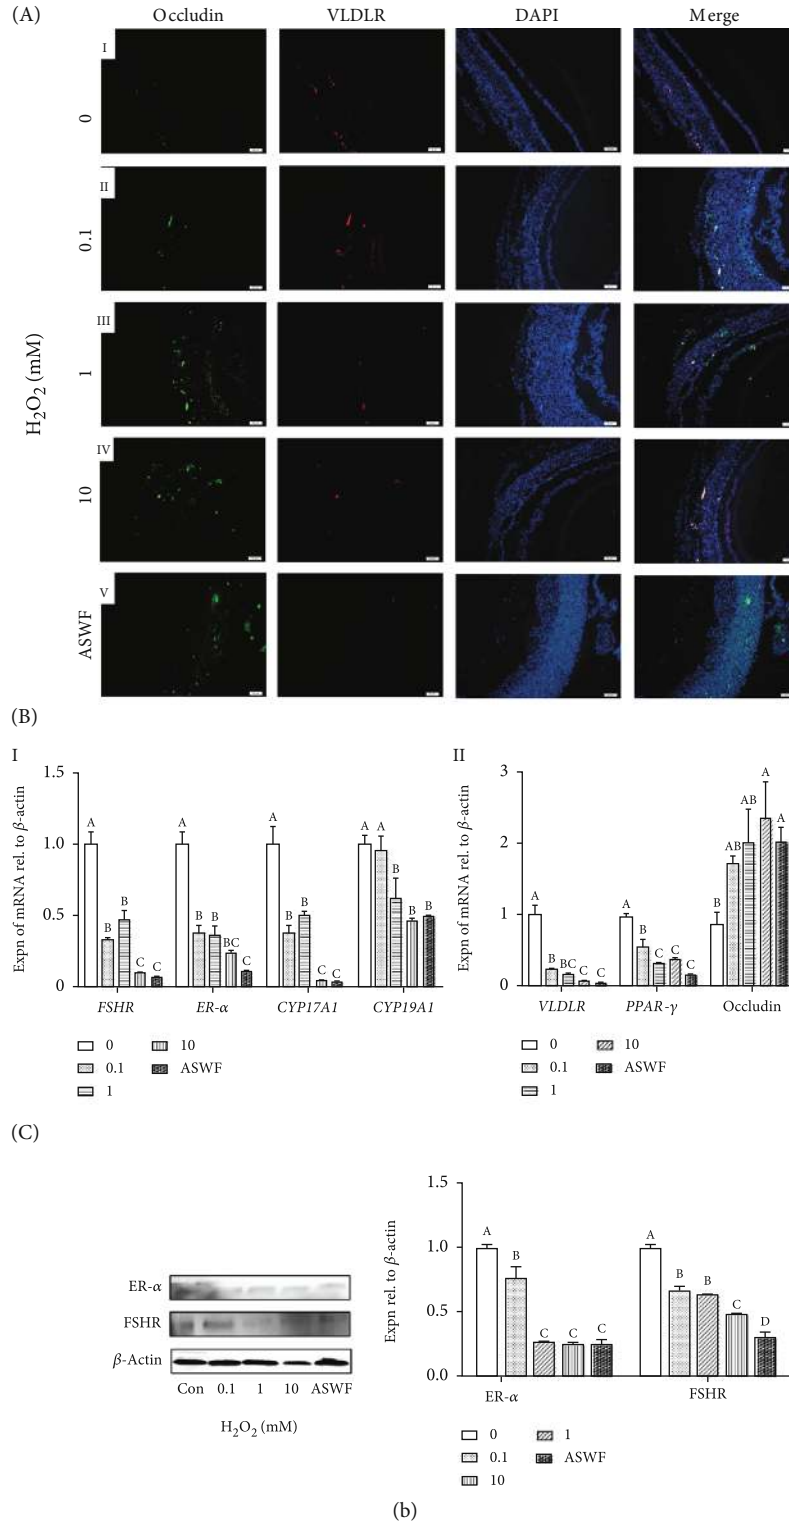 (A)
Occludin VLDLR DAPI Merge
I
0
II
0.1
III
1
IV
10
V
ASWF
H₂O₂ (mM)
(B)
I
Expn of mRNA rel. to β-actin
1.5
1.0
0.5
0
A B B C C
A B B BC C
A B B C C
A A B B B
FSHR ER-α CYP17A1 CYP19A1
0 10
0.1 ASWF
1
II
Expn of mRNA rel. to β-actin
3
2
1
0
A B BC C C
A B C C C
B AB AB A A
VLDLR PPAR-γ Occludin
0 10
0.1 ASWF
1
(C)
ER-α
FSHR
β-Actin
Con 0.1 1 10 ASWF
H₂O₂ (mM)
Expn rel. to β-actin
1.5
1.0
0.5
0.0
A B C C C
A B B C D
ER-α FSHR
0 1
0.1 ASWF
10
(b)